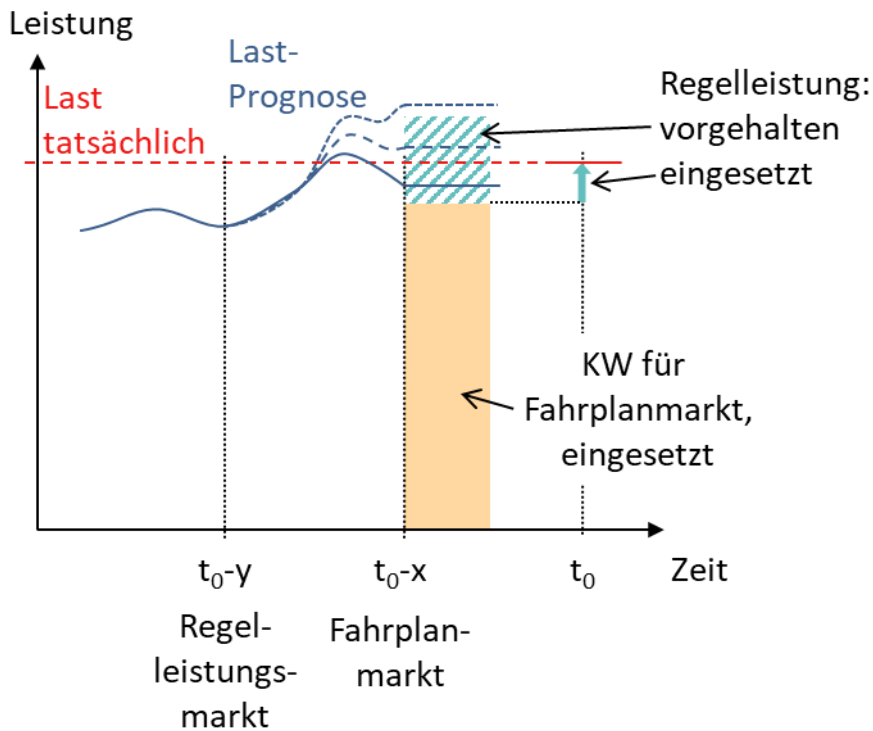 Leistung
Last
tatsächlich
Last-
Prognose
Regelleistung:
vorgehalten
eingesetzt
KW für
Fahrplanmarkt,
eingesetzt
t₀-y
t₀-x
t₀
Zeit
Regel-
leistungs-
markt
Fahrplan-
markt